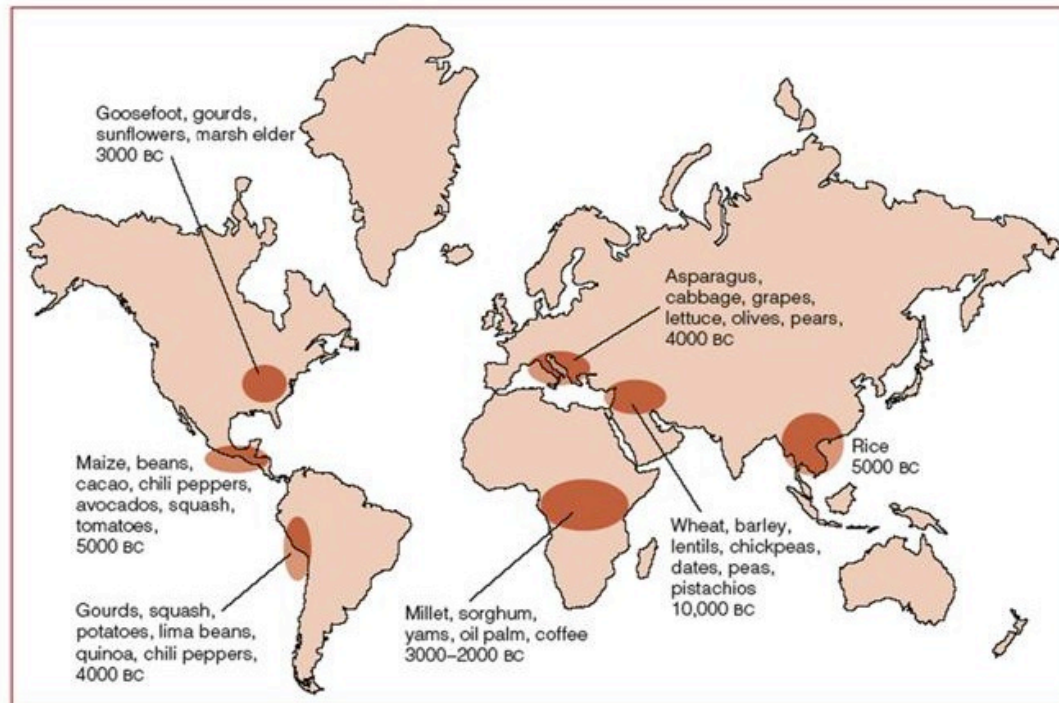 Goosefoot, gourds,
sunflowers, marsh elder
3000 BC
Asparagus,
cabbage, grapes,
lettuce, olives, pears,
4000 BC
Rice
5000 BC
Maize, beans,
cacao, chili peppers,
avocados, squash,
tomatoes,
5000 BC
Wheat, barley,
lentils, chickpeas,
dates, peas,
pistachios
10,000 BC
Gourds, squash,
potatoes, lima beans,
quinoa, chili peppers,
4000 BC
Millet, sorghum,
yams, oil palm, coffee
3000–2000 BC